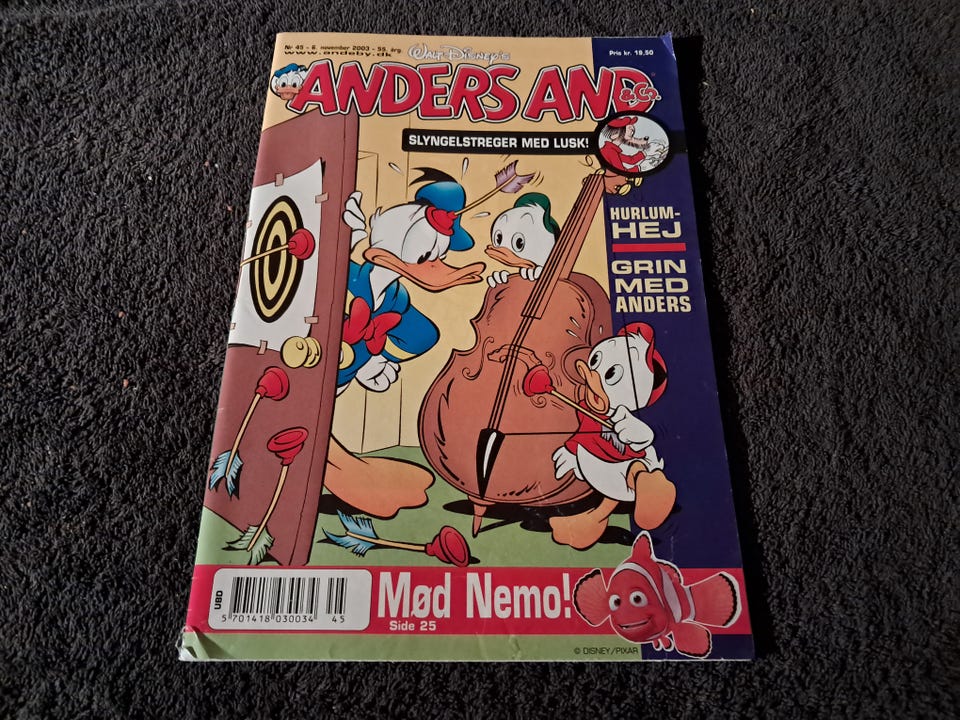 Nr 45 - 6. november 2003 - 55. årg.
www.andeby.dk
Walt Disney's
Pris kr. 19,50
ANDERS AND
& Co.
SLYNGELSTREGER MED LUSK!
HURLUM-
HEJ
GRIN
MED
ANDERS
UBD
5 701418 030034 45
Mød Nemo!
Side 25
© DISNEY/PIXAR